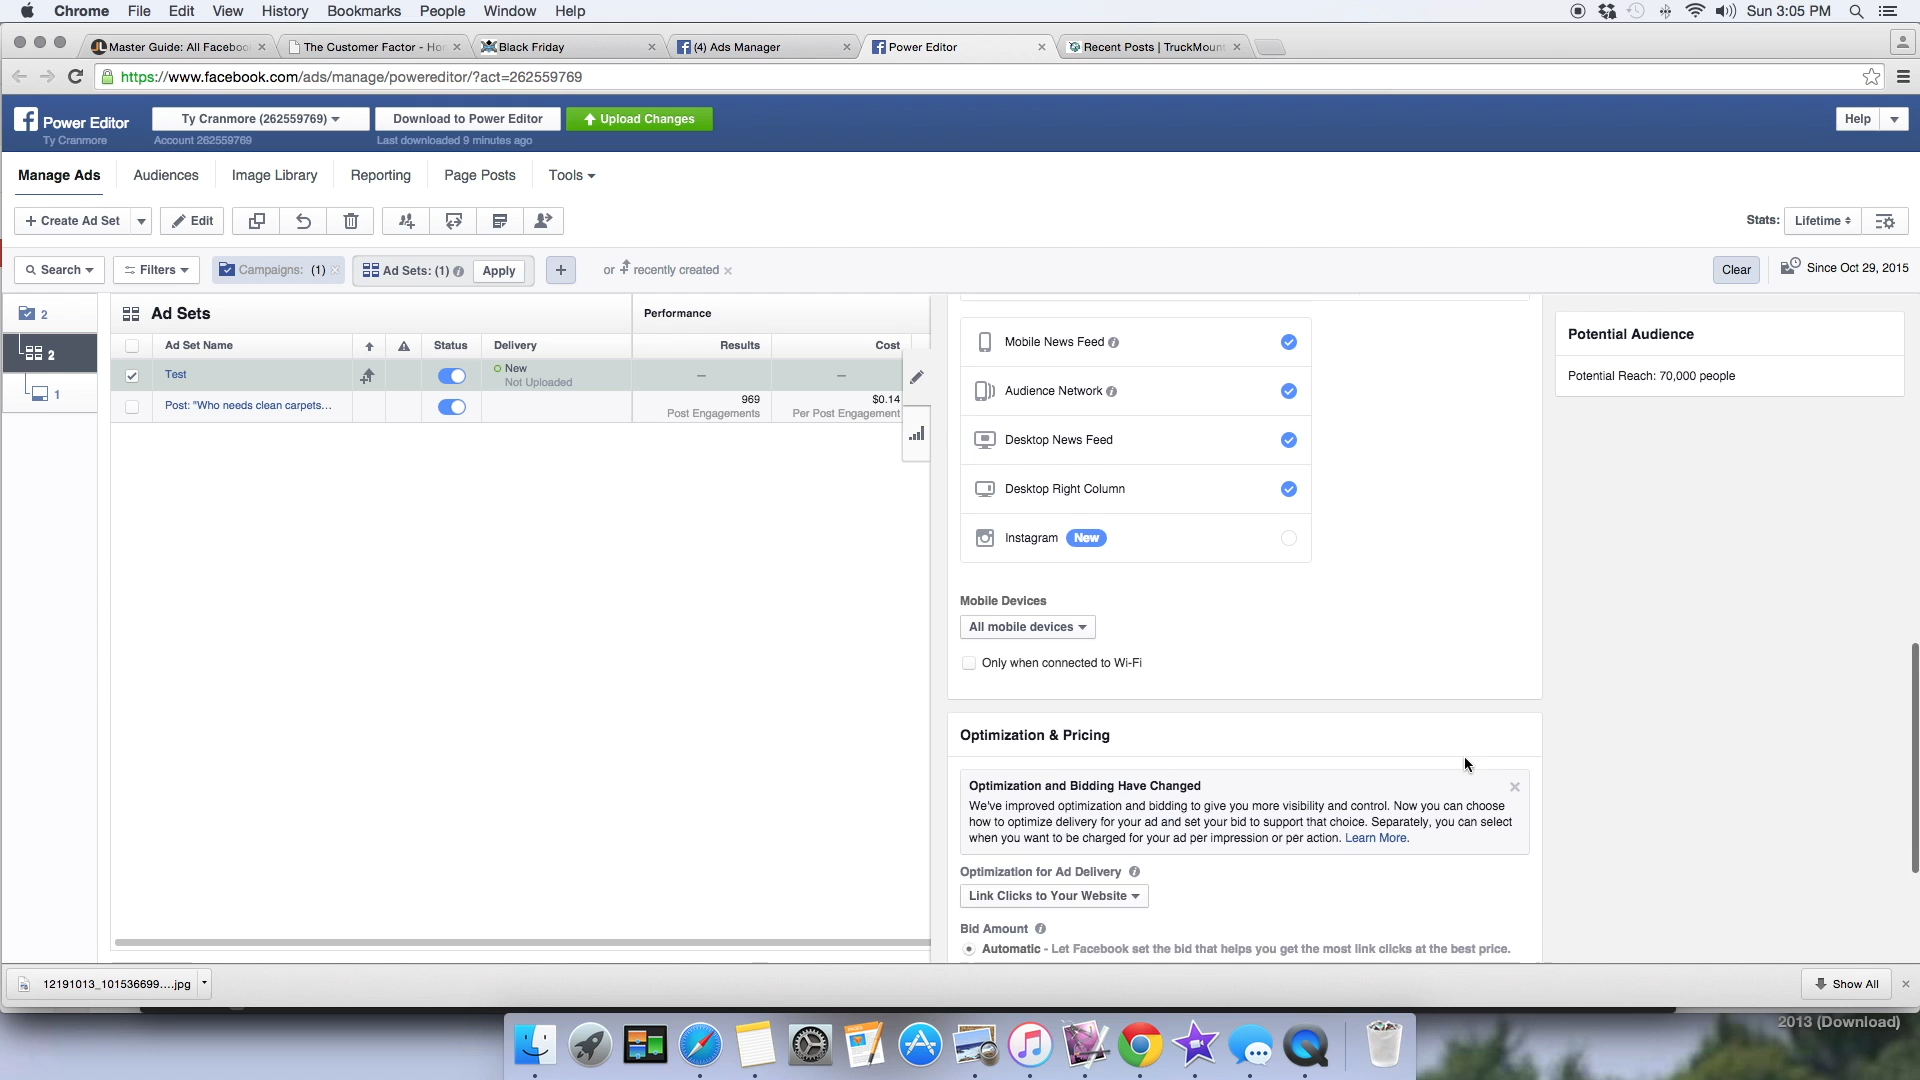 Chrome File Edit View History Bookmarks People Window Help Sun 3:05 PM
Master Guide: All Faceboo The Customer Factor - Ho Black Friday (4) Ads Manager Power Editor Recent Posts | TruckMount
https://www.facebook.com/ads/manage/powereditor/?act=262559769
Power Editor Ty Cranmore (262559769) Download to Power Editor Upload Changes Help
Ty Cranmore Account 262559769 Last downloaded 9 minutes ago
Manage Ads Audiences Image Library Reporting Page Posts Tools
+ Create Ad Set Edit Stats: Lifetime
Search Filters Campaigns: (1) Ad Sets: (1) Apply + or recently created Clear Since Oct 29, 2015
2 Ad Sets Performance
2 Ad Set Name Status Delivery Results Cost
Test New
Not Uploaded — —
1 Post: "Who needs clean carpets... 969 $0.14
Post Engagements Per Post Engagement
Mobile News Feed
Audience Network
Desktop News Feed
Desktop Right Column
Instagram New
Mobile Devices
All mobile devices
Only when connected to Wi-Fi
Potential Audience
Potential Reach: 70,000 people
Optimization & Pricing
Optimization and Bidding Have Changed
We've improved optimization and bidding to give you more visibility and control. Now you can choose
how to optimize delivery for your ad and set your bid to support that choice. Separately, you can select
when you want to be charged for your ad per impression or per action. Learn More.
Optimization for Ad Delivery
Link Clicks to Your Website
Bid Amount
Automatic - Let Facebook set the bid that helps you get the most link clicks at the best price.
12191013_101536699....jpg Show All
2013 (Download)